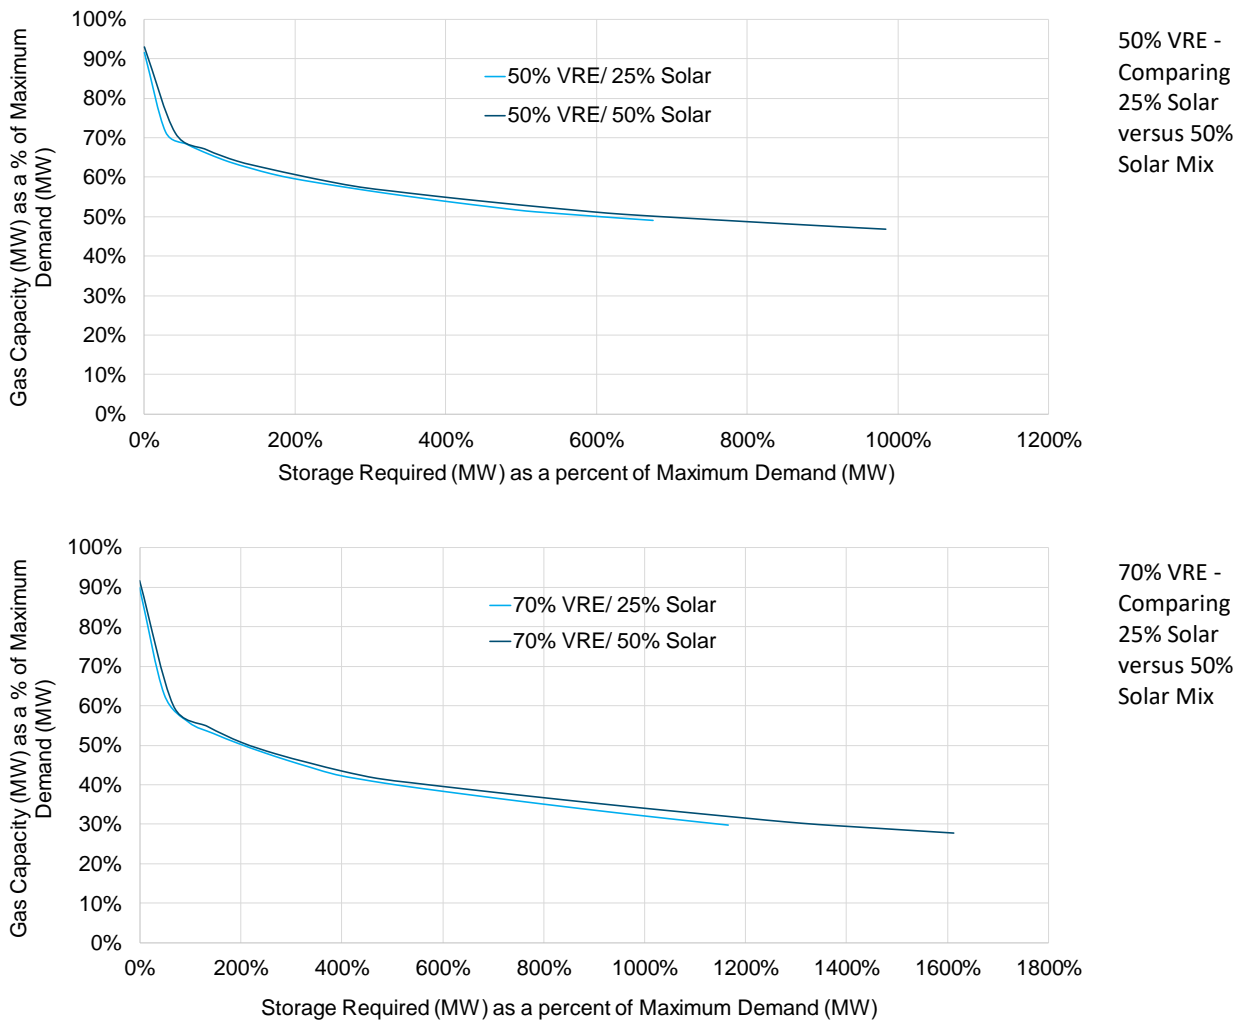 100%
90%
80%
70%
60%
50%
40%
30%
20%
10%
0%
Gas Capacity (MW) as a % of Maximum
Demand (MW)
50% VRE/ 25% Solar
50% VRE/ 50% Solar
0%
200%
400%
600%
800%
1000%
1200%
Storage Required (MW) as a percent of Maximum Demand (MW)
50% VRE -
Comparing
25% Solar
versus 50%
Solar Mix
100%
90%
80%
70%
60%
50%
40%
30%
20%
10%
0%
Gas Capacity (MW) as a % of Maximum
Demand (MW)
70% VRE/ 25% Solar
70% VRE/ 50% Solar
0%
200%
400%
600%
800%
1000%
1200%
1400%
1600%
1800%
Storage Required (MW) as a percent of Maximum Demand (MW)
70% VRE -
Comparing
25% Solar
versus 50%
Solar Mix